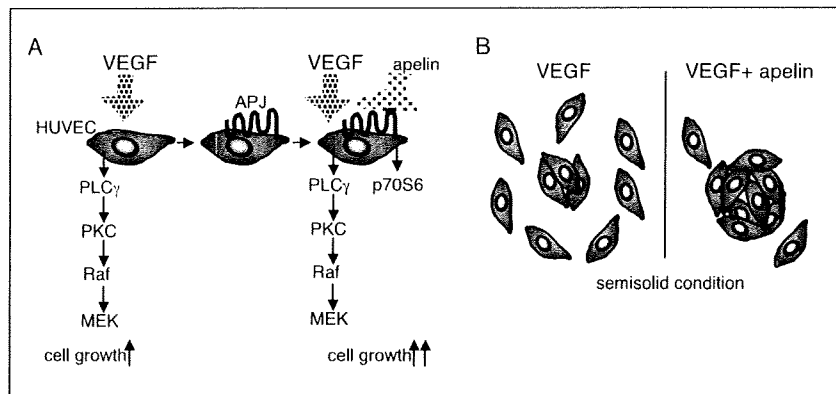 A
VEGF
HUVEC
PLCγ
PKC
Raf
MEK
cell growth
APJ
VEGF
apelin
PLCγ
p70S6
PKC
Raf
MEK
cell growth
B
VEGF
VEGF+ apelin
semisolid condition